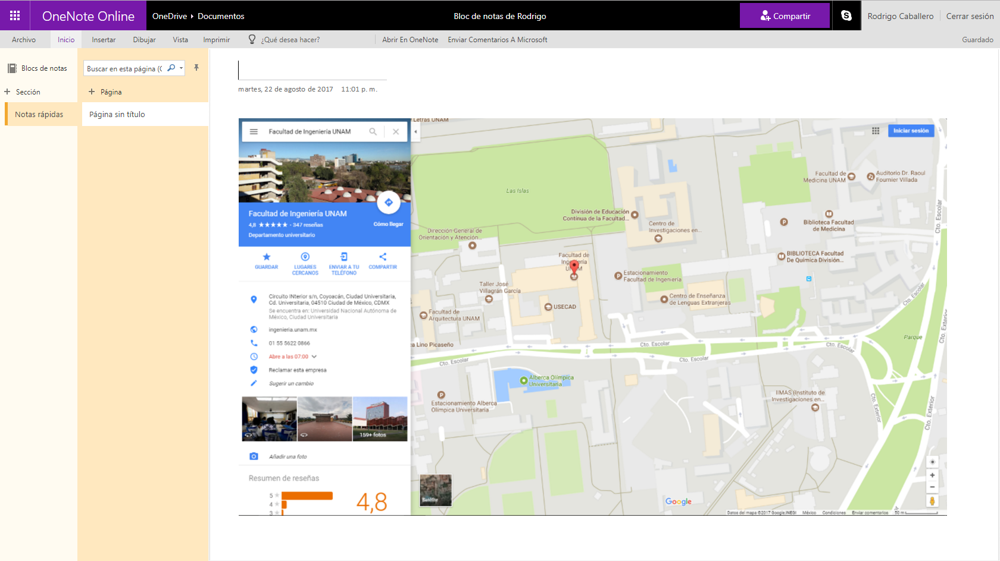 OneNote Online
OneDrive ▸ Documentos
Bloc de notas de Rodrigo
Compartir
Rodrigo Caballero
Cerrar sesión
Archivo
Inicio
Insertar
Dibujar
Vista
Imprimir
¿Qué desea hacer?
Abrir En OneNote
Enviar Comentarios A Microsoft
Guardado
Blocs de notas
Buscar en esta página (C
+ Sección
+ Página
Notas rápidas
Página sin título
martes, 22 de agosto de 2017 11:01 p. m.
Facultad de Ingeniería UNAM
Facultad de Ingeniería UNAM
4,8 ★★★★★ · 347 reseñas
Departamento universitario
Cómo llegar
GUARDAR
LUGARES
CERCANOS
ENVIAR A TU
TELÉFONO
COMPARTIR
Circuito INterior s/n, Coyoacán, Ciudad Universitaria,
Cd. Universitaria, 04510 Ciudad de México, CDMX
Se encuentra en: Universidad Nacional Autónoma de
México, Ciudad Universitaria
ingenieria.unam.mx
01 55 5622 0866
Abre a las 07:00
Reclamar esta empresa
Sugerir un cambio
159+ fotos
Añadir una foto
Resumen de reseñas
5 ★
4 ★
3 ★
4,8
Letras UNAM
Iniciar sesión
Las Islas
Facultad de
Medicina UNAM
Auditorio Dr. Raoul
Fournier Villada
División de Educación
Continua de la Facultad...
Centro de
Investigaciones en...
Dirección General de
Orientación y Atención...
Biblioteca Facultad
de Medicina
Cto. Escolar
BIBLIOTECA Facultad
De Química División...
Facultad de
Ingeniería
UNAM
Estacionamiento
Facultad de Ingeniería
Taller José
Villagrán García
Centro de Enseñanza
de Lenguas Extranjeras
USECAD
Facultad de
Arquitectura UNAM
Cto. Escolar
Cto. Exterior
ca Lino Picaseño
Cto. Escolar
Parque
Cto. Escolar
Cto. Escolar
Alberca Olímpica
Universitaria
Estacionamiento Alberca
Olímpica Universitaria
IIMAS (Instituto de
Investigaciones en...
Cto. Exterior
Cto. Exterior
Satélite
Google
Datos del mapa ©2017 Google, INEGI México Condiciones Enviar comentarios 50 m